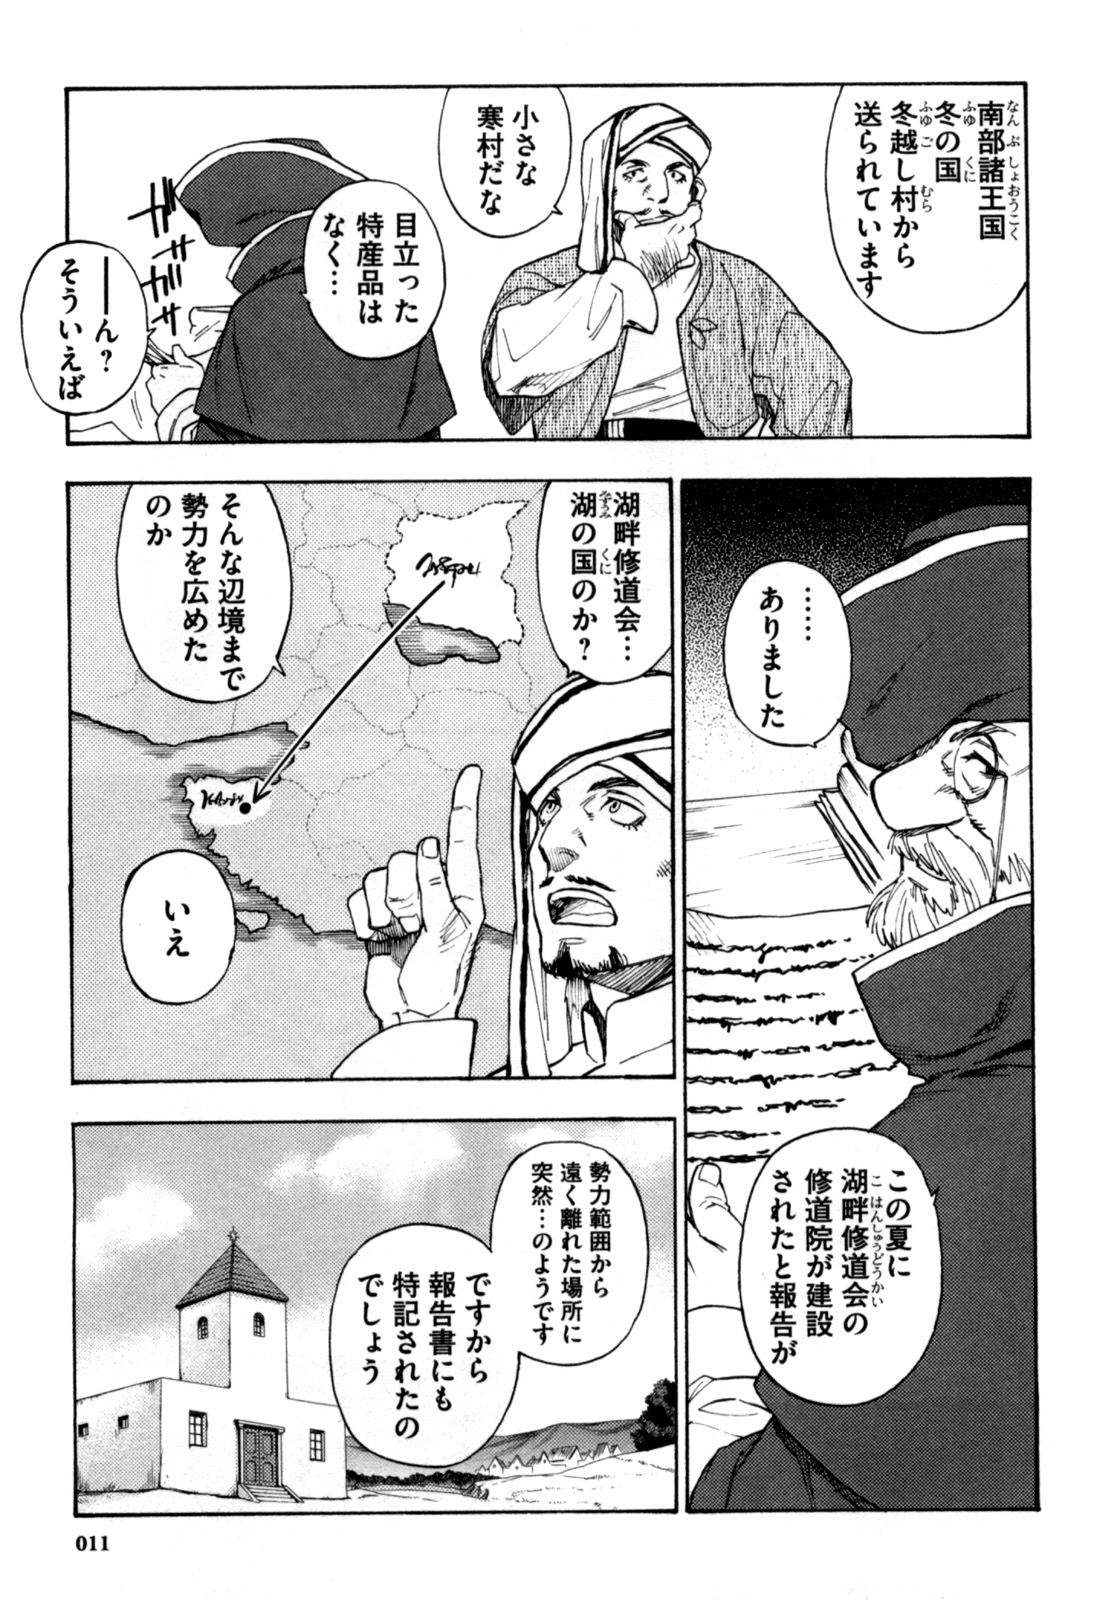 南部諸王国
冬の国
冬越し村から
送られています
小さな
寒村だな
目立った
特産品は
なく…
ガサガサ
――ん？
そういえば
……
ありました
この夏に
湖畔修道会の
修道院が建設
されたと報告が
湖畔修道会…
湖の国のか？
そんな辺境まで
勢力を広めた
のか
いえ
勢力範囲から
遠く離れた場所に
突然…のようです
ですから
報告書にも
特記されたの
でしょう
011